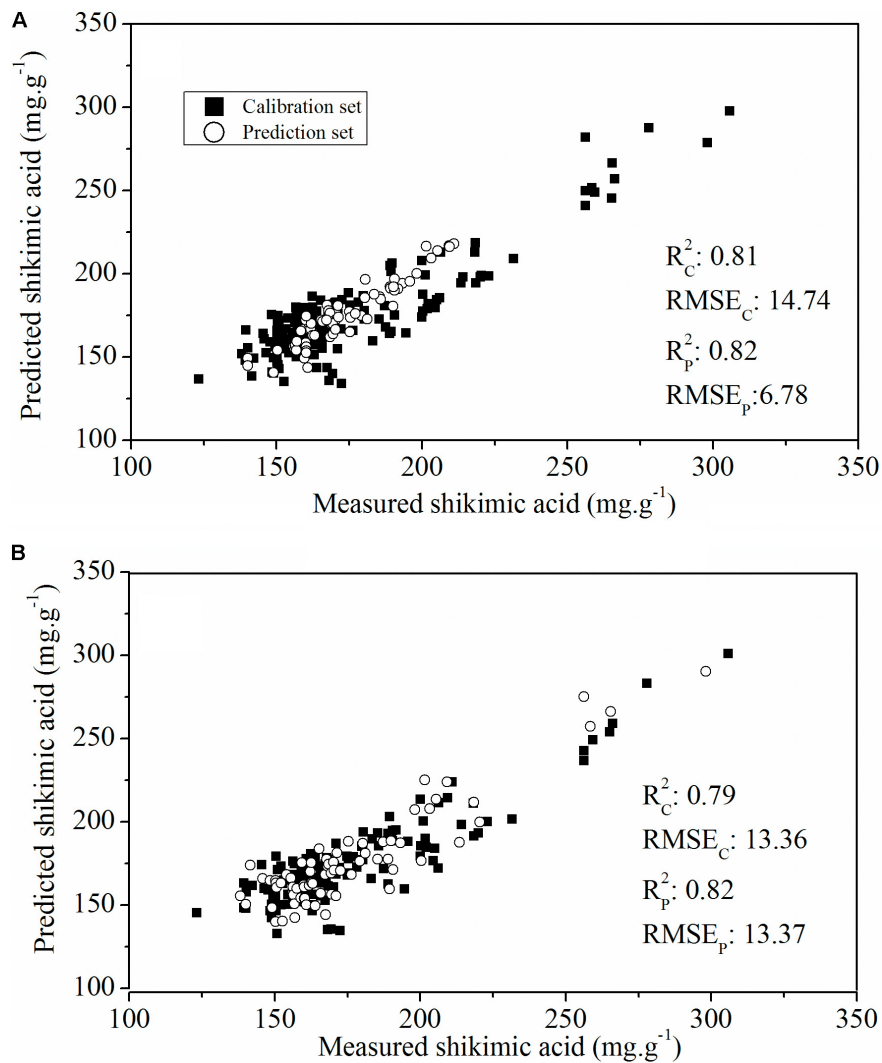 A
350
300
250
200
150
100
Predicted shikimic acid (mg.g⁻¹)
Calibration set
Prediction set
R²C: 0.81
RMSEC: 14.74
R²P: 0.82
RMSEP:6.78
100 150 200 250 300 350
Measured shikimic acid (mg.g⁻¹)
B
350
300
250
200
150
100
Predicted shikimic acid (mg.g⁻¹)
R²C: 0.79
RMSEC: 13.36
R²P: 0.82
RMSEP: 13.37
100 150 200 250 300 350
Measured shikimic acid (mg.g⁻¹)